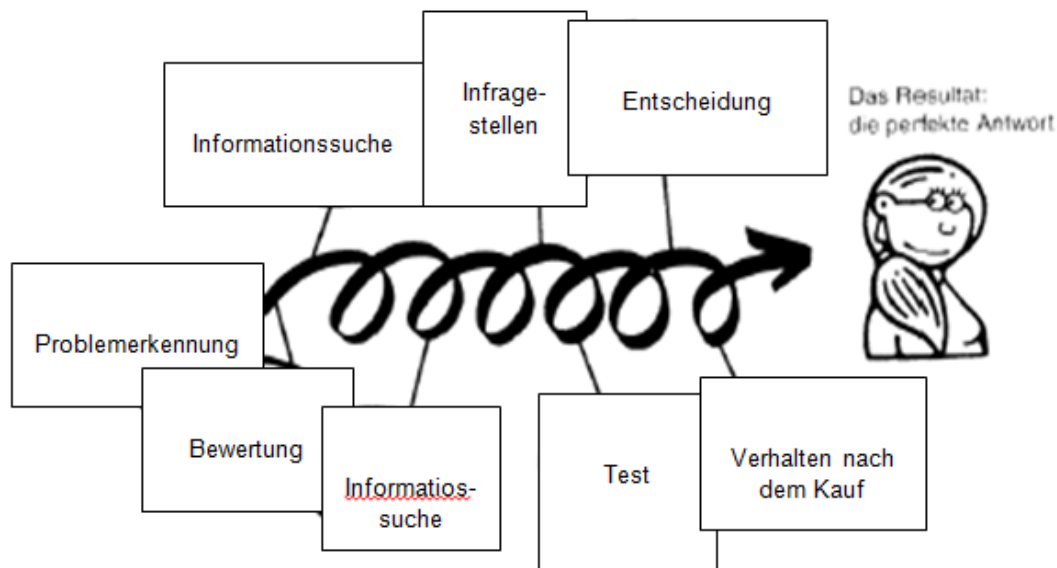 Informationssuche
Infrage-
stellen
Entscheidung
Das Resultat:
die perfekte Antwort
Problemerkennung
Bewertung
Informatios-
suche
Test
Verhalten nach
dem Kauf